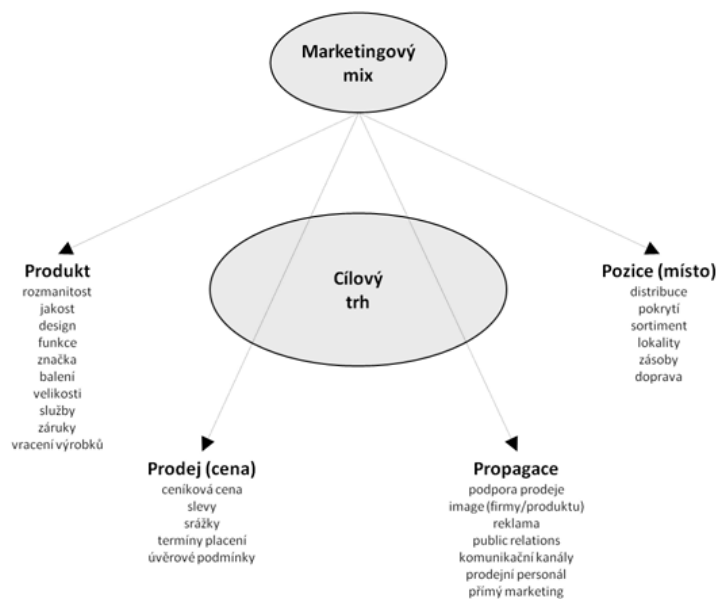 Marketingový
mix
Cílový
trh
Produkt
rozmanitost
jakost
design
funkce
značka
balení
velikosti
služby
záruky
vracení výrobků
Pozice (místo)
distribuce
pokrytí
sortiment
lokality
zásoby
doprava
Prodej (cena)
ceníková cena
slevy
srážky
termíny placení
úvěrové podmínky
Propagace
podpora prodeje
image (firmy/produktu)
reklama
public relations
komunikační kanály
prodejní personál
přímý marketing